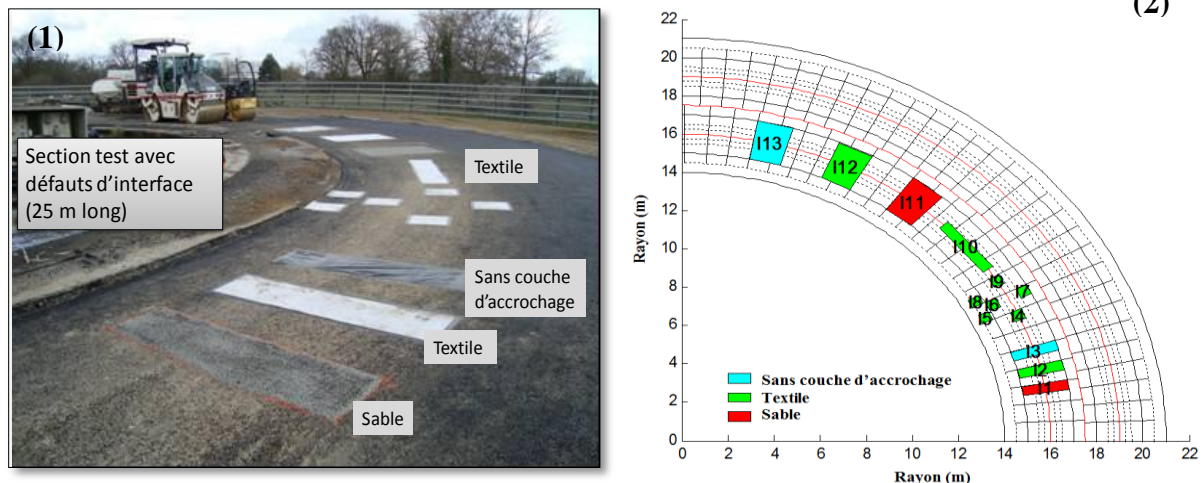 (1)
Section test avec
défauts d'interface
(25 m long)
Textile
Sans couche
d'accrochage
Textile
Sable
(2)
22
20
18
16
14
12
10
8
6
4
2
0
Rayon (m)
I13
I12
I11
I10
I9
I8
I7
I6
I5
I4
I3
I2
I1
Sans couche d'accrochage
Textile
Sable
0 2 4 6 8 10 12 14 16 18 20 22
Rayon (m)